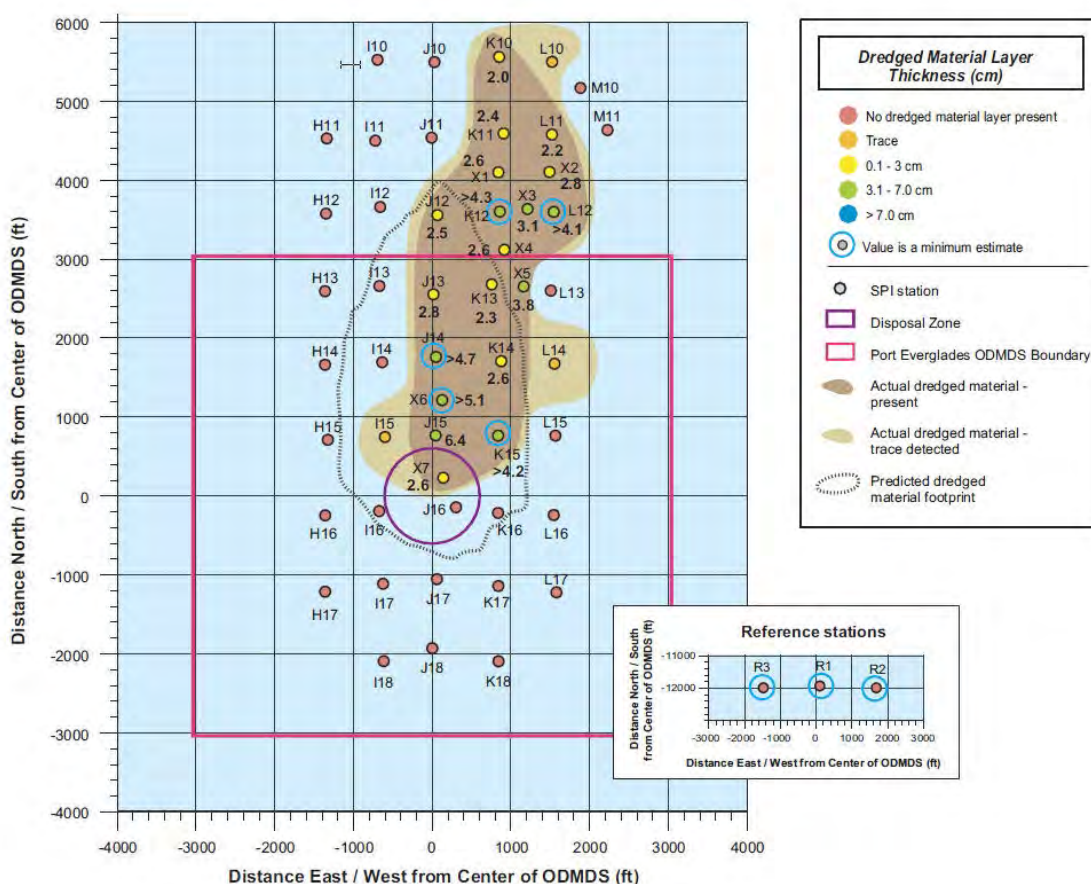 6000
5000
4000
3000
2000
1000
0
-1000
-2000
-3000
-4000
Distance North / South from Center of ODMDS (ft)
-4000
-3000
-2000
-1000
0
1000
2000
3000
4000
Distance East / West from Center of ODMDS (ft)
I10
J10
K10
2.0
L10
M10
H11
I11
J11
2.4
K11
L11
2.2
M11
2.6
X1
X2
2.8
H12
I12
J12
2.5
>4.3
K12
X3
3.1
L12
>4.1
2.6
X4
H13
I13
J13
2.8
K13
2.3
X5
3.8
L13
H14
I14
J14
>4.7
K14
2.6
L14
X6
>5.1
H15
I15
J15
6.4
K15
>4.2
L15
X7
2.6
H16
I16
J16
K16
L16
H17
I17
J17
K17
L17
I18
J18
K18
Dredged Material Layer
Thickness (cm)
No dredged material layer present
Trace
0.1 - 3 cm
3.1 - 7.0 cm
> 7.0 cm
Value is a minimum estimate
SPI station
Disposal Zone
Port Everglades ODMDS Boundary
Actual dredged material -
present
Actual dredged material -
trace detected
Predicted dredged
material footprint
Reference stations
Distance North / South
from Center of ODMDS (ft)
-11000
-12000
R3
R1
R2
-3000
-2000
-1000
0
1000
2000
3000
Distance East / West from Center of ODMDS (ft)